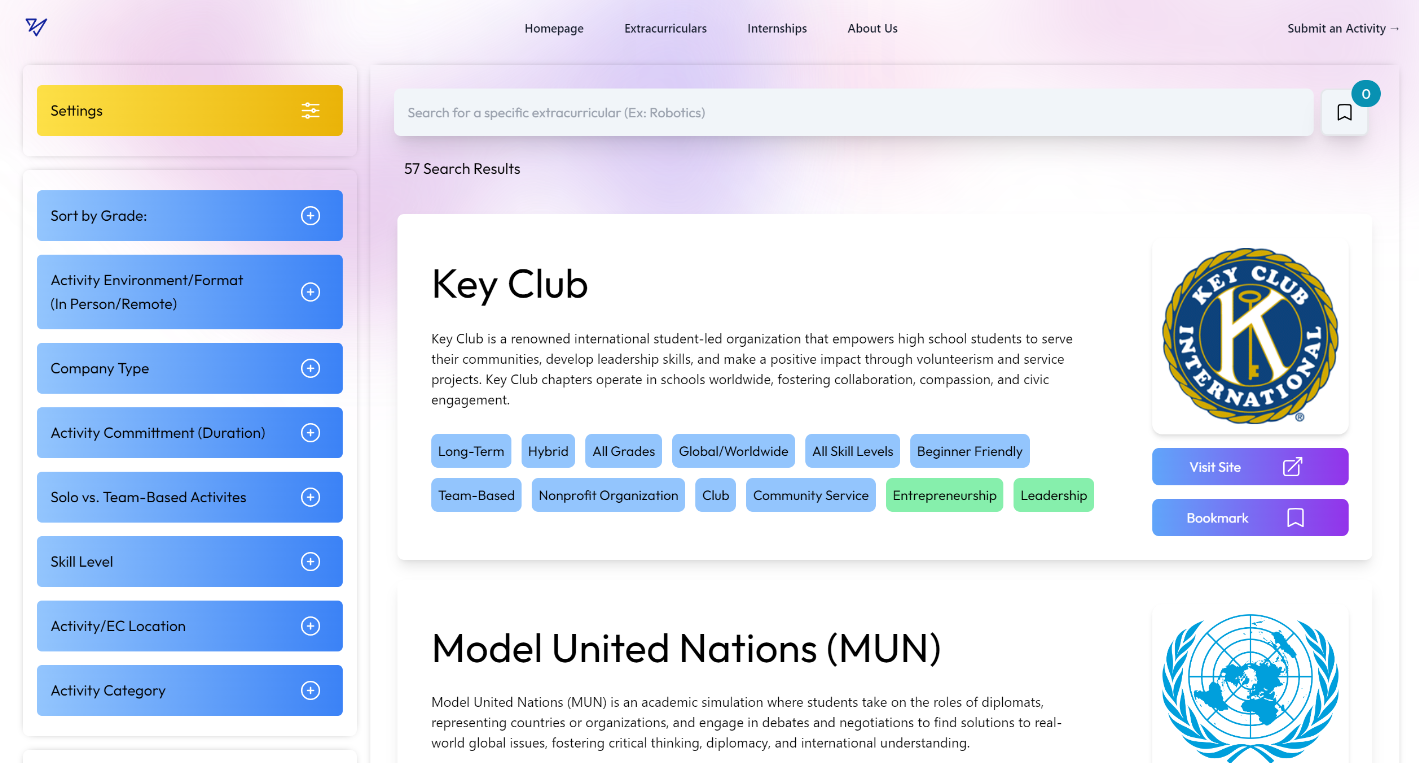 Homepage
Extracurriculars
Internships
About Us
Submit an Activity →
Settings
Sort by Grade:
Activity Environment/Format
(In Person/Remote)
Company Type
Activity Committment (Duration)
Solo vs. Team-Based Activites
Skill Level
Activity/EC Location
Activity Category
Search for a specific extracurricular (Ex: Robotics)
0
57 Search Results
Key Club
Key Club is a renowned international student-led organization that empowers high school students to serve
their communities, develop leadership skills, and make a positive impact through volunteerism and service
projects. Key Club chapters operate in schools worldwide, fostering collaboration, compassion, and civic
engagement.
Long-Term
Hybrid
All Grades
Global/Worldwide
All Skill Levels
Beginner Friendly
Team-Based
Nonprofit Organization
Club
Community Service
Entrepreneurship
Leadership
KEY CLUB
K
INTERNATIONAL
®
Visit Site
Bookmark
Model United Nations (MUN)
Model United Nations (MUN) is an academic simulation where students take on the roles of diplomats,
representing countries or organizations, and engage in debates and negotiations to find solutions to real-
world global issues, fostering critical thinking, diplomacy, and international understanding.